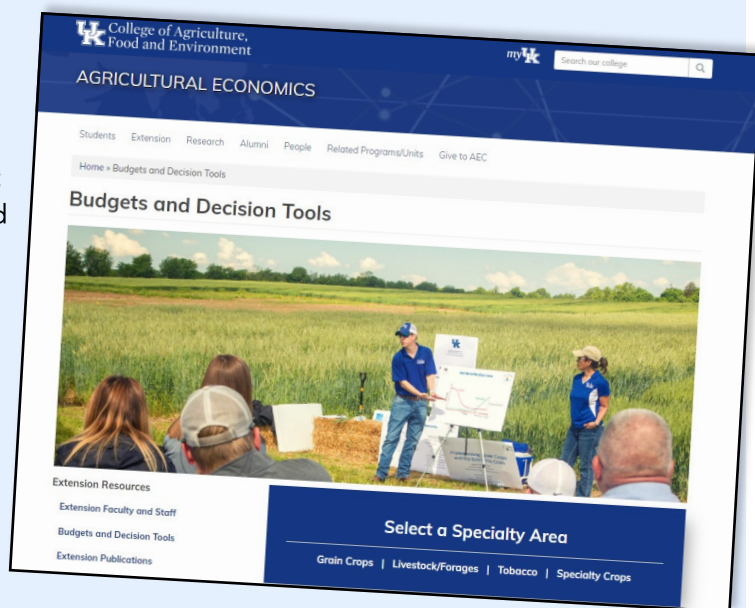 UK College of Agriculture,
Food and Environment
myUK
Search our college
AGRICULTURAL ECONOMICS
Students Extension Research Alumni People Related Programs/Units Give to AEC
Home » Budgets and Decision Tools
Budgets and Decision Tools
UK
Extension Resources
Extension Faculty and Staff
Budgets and Decision Tools
Extension Publications
Select a Specialty Area
Grain Crops | Livestock/Forages | Tobacco | Specialty Crops